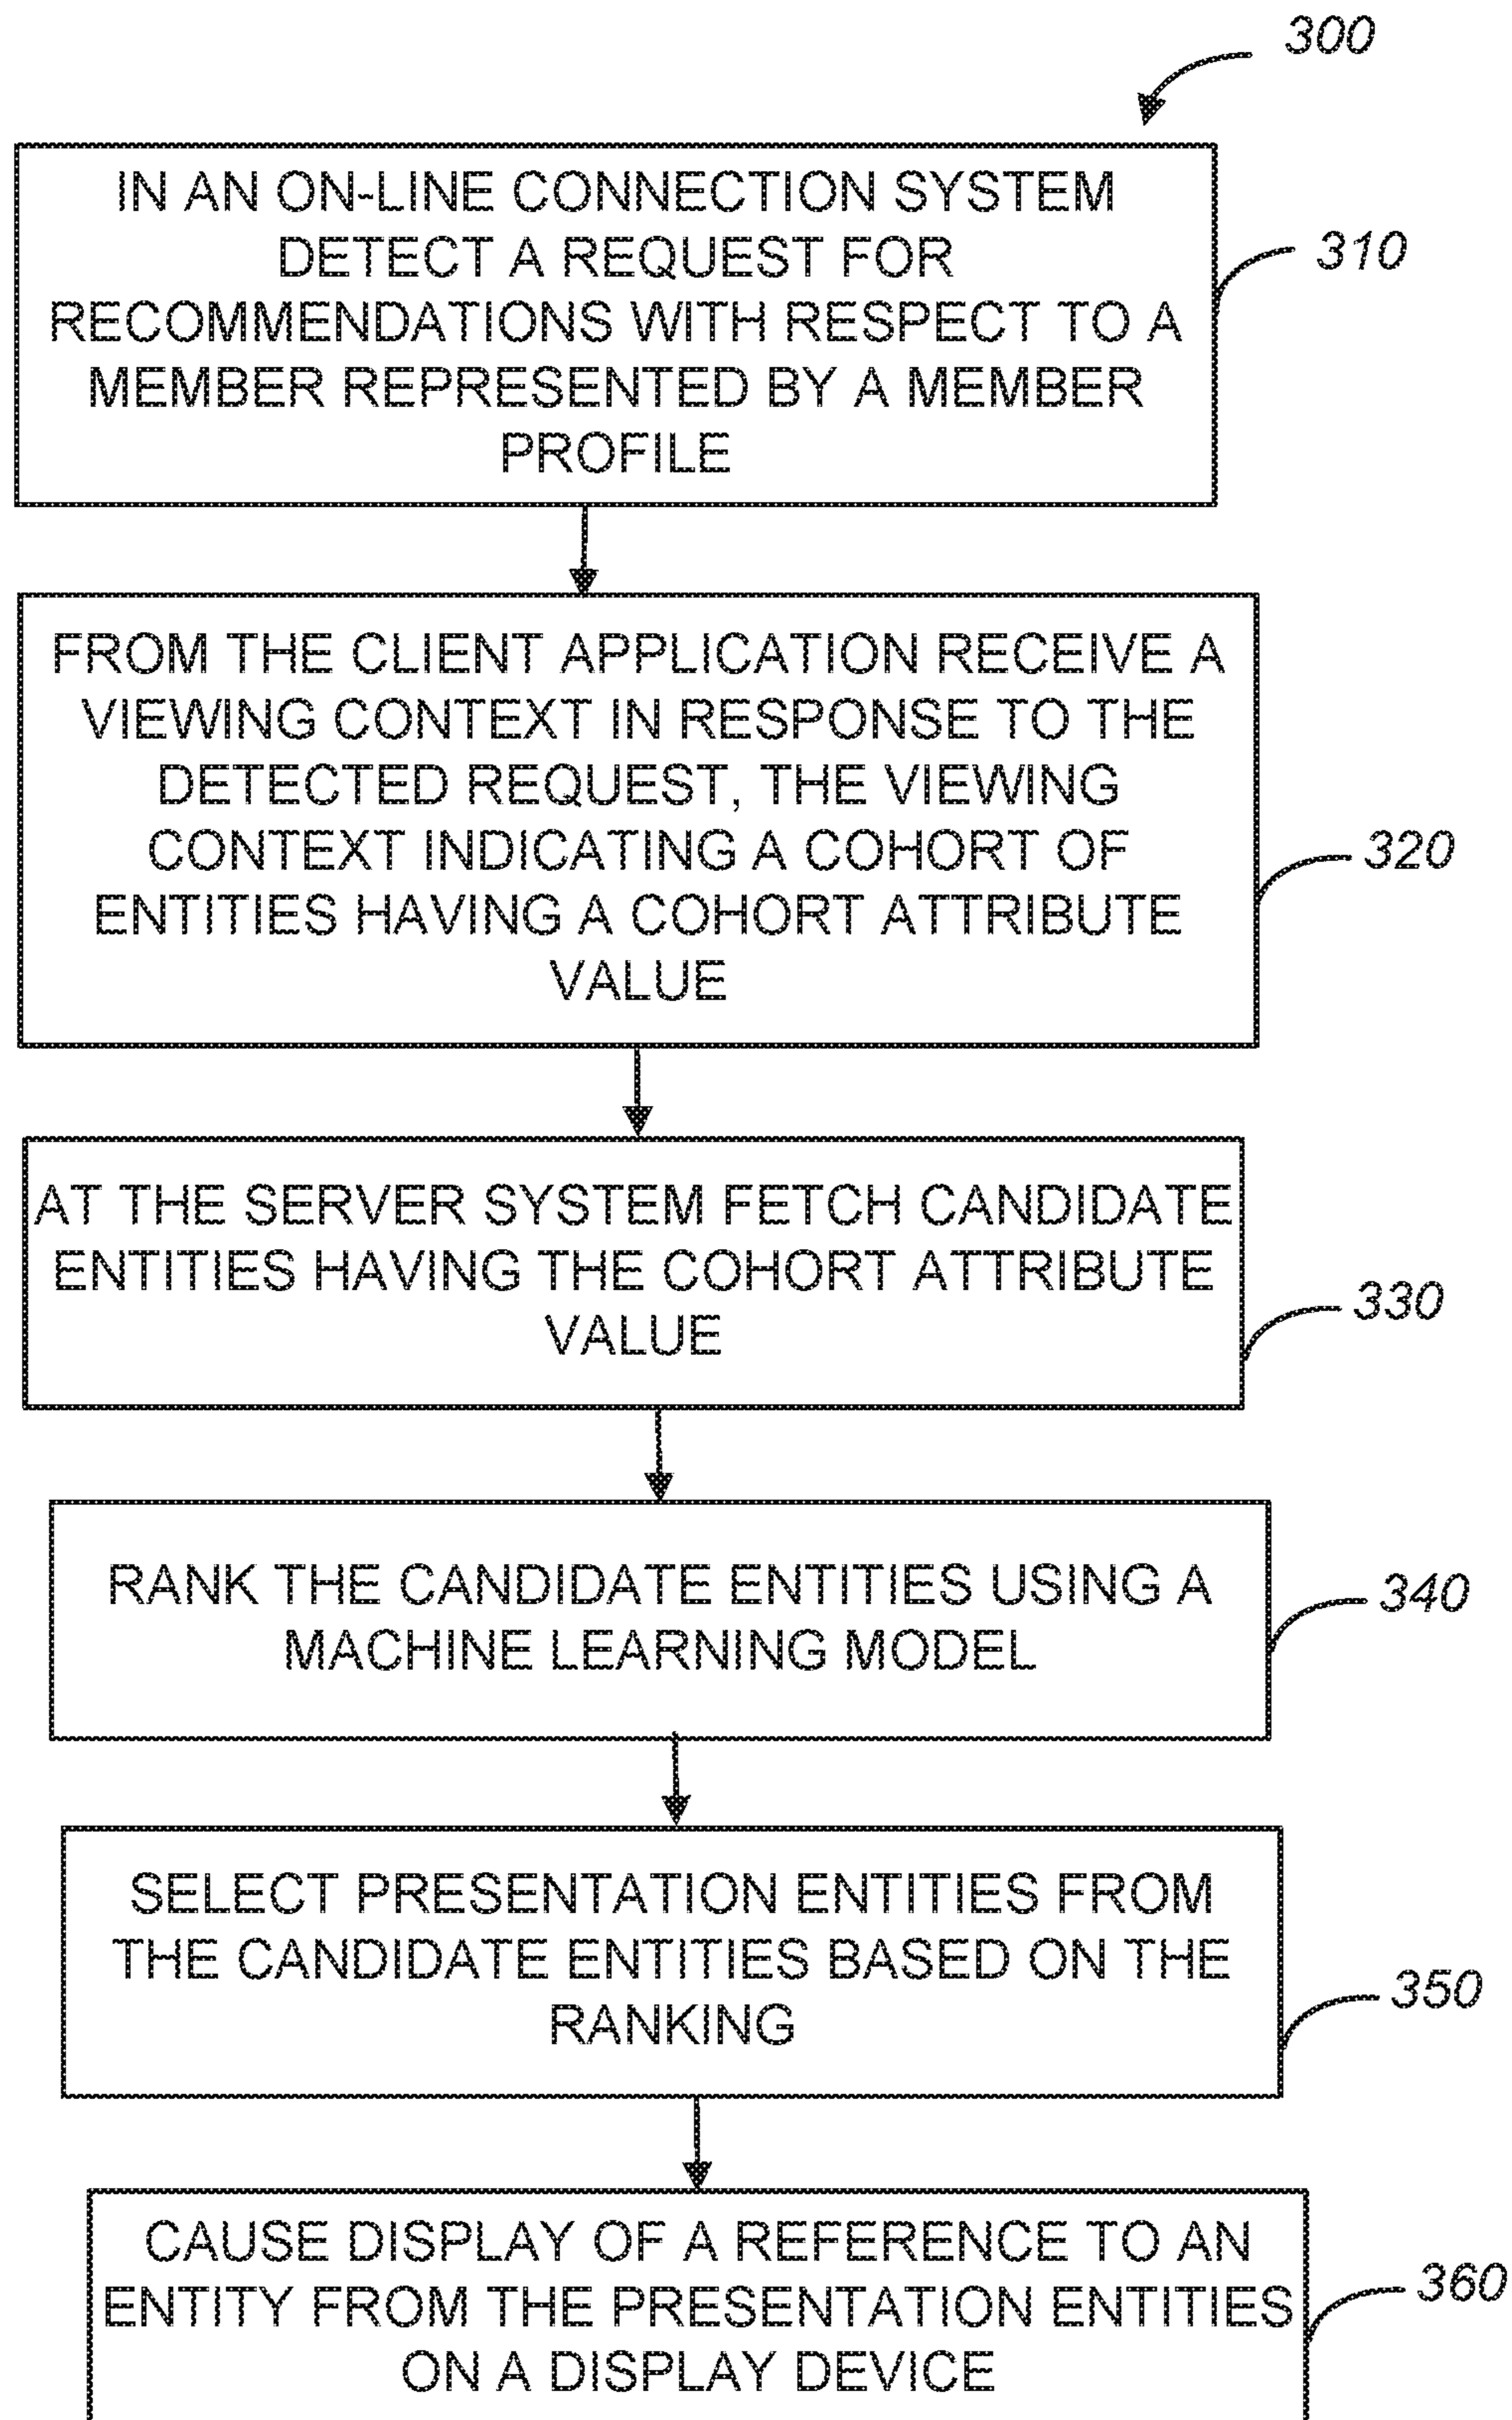 300
IN AN ON-LINE CONNECTION SYSTEM
DETECT A REQUEST FOR
RECOMMENDATIONS WITH RESPECT TO A
MEMBER REPRESENTED BY A MEMBER
PROFILE
310
FROM THE CLIENT APPLICATION RECEIVE A
VIEWING CONTEXT IN RESPONSE TO THE
DETECTED REQUEST, THE VIEWING
CONTEXT INDICATING A COHORT OF
ENTITIES HAVING A COHORT ATTRIBUTE
VALUE
320
AT THE SERVER SYSTEM FETCH CANDIDATE
ENTITIES HAVING THE COHORT ATTRIBUTE
VALUE
330
RANK THE CANDIDATE ENTITIES USING A
MACHINE LEARNING MODEL
340
SELECT PRESENTATION ENTITIES FROM
THE CANDIDATE ENTITIES BASED ON THE
RANKING
350
CAUSE DISPLAY OF A REFERENCE TO AN
ENTITY FROM THE PRESENTATION ENTITIES
ON A DISPLAY DEVICE
360